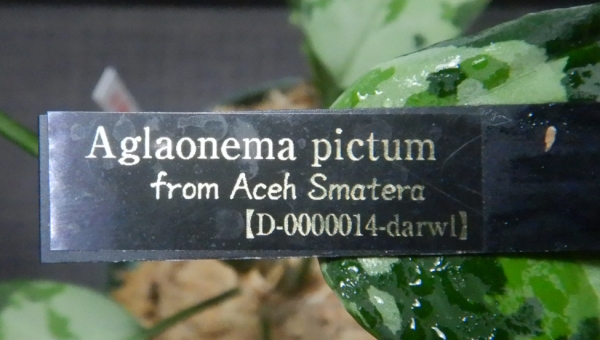 Aglaonema pictum
from Aceh Smatera
【D-0000014-darwl】